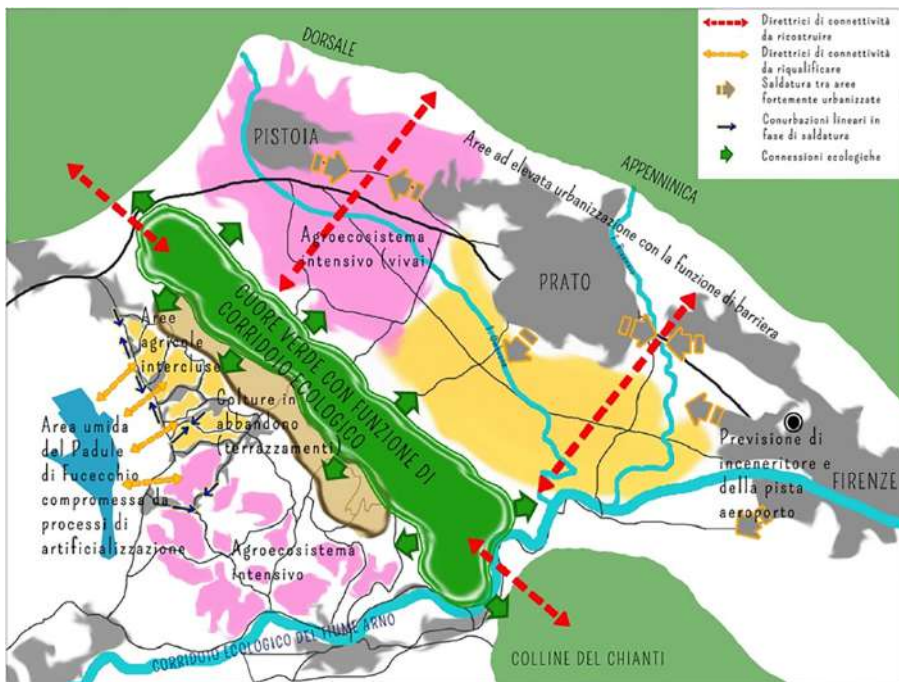 Direttrici di connettività
da ricostruire
Direttrici di connettività
da riqualificare
Saldatura tra aree
fortemente urbanizzate
Conurbazioni lineari in
fase di saldatura
Connessioni ecologiche
DORSALE
APPENNINICA
PISTOIA
Aree ad elevata urbanizzazione con la funzione di barriera
Agroecosistema
intensivo (vivai)
PRATO
CUORE VERDE CON FUNZIONE DI
CORRIDOIO ECOLOGICO
Aree
agricole
intercluse
Colture in
abbandono
(terrazzamenti)
Area umida
del Padule
di Fucecchio
compromessa da
processi di
artificializzazione
Previsione di
inceneritore e
della pista
aeroporto
FIRENZE
Agroecosistema
intensivo
CORRIDOIO ECOLOGICO DEL FIUME ARNO
COLLINE DEL CHIANTI